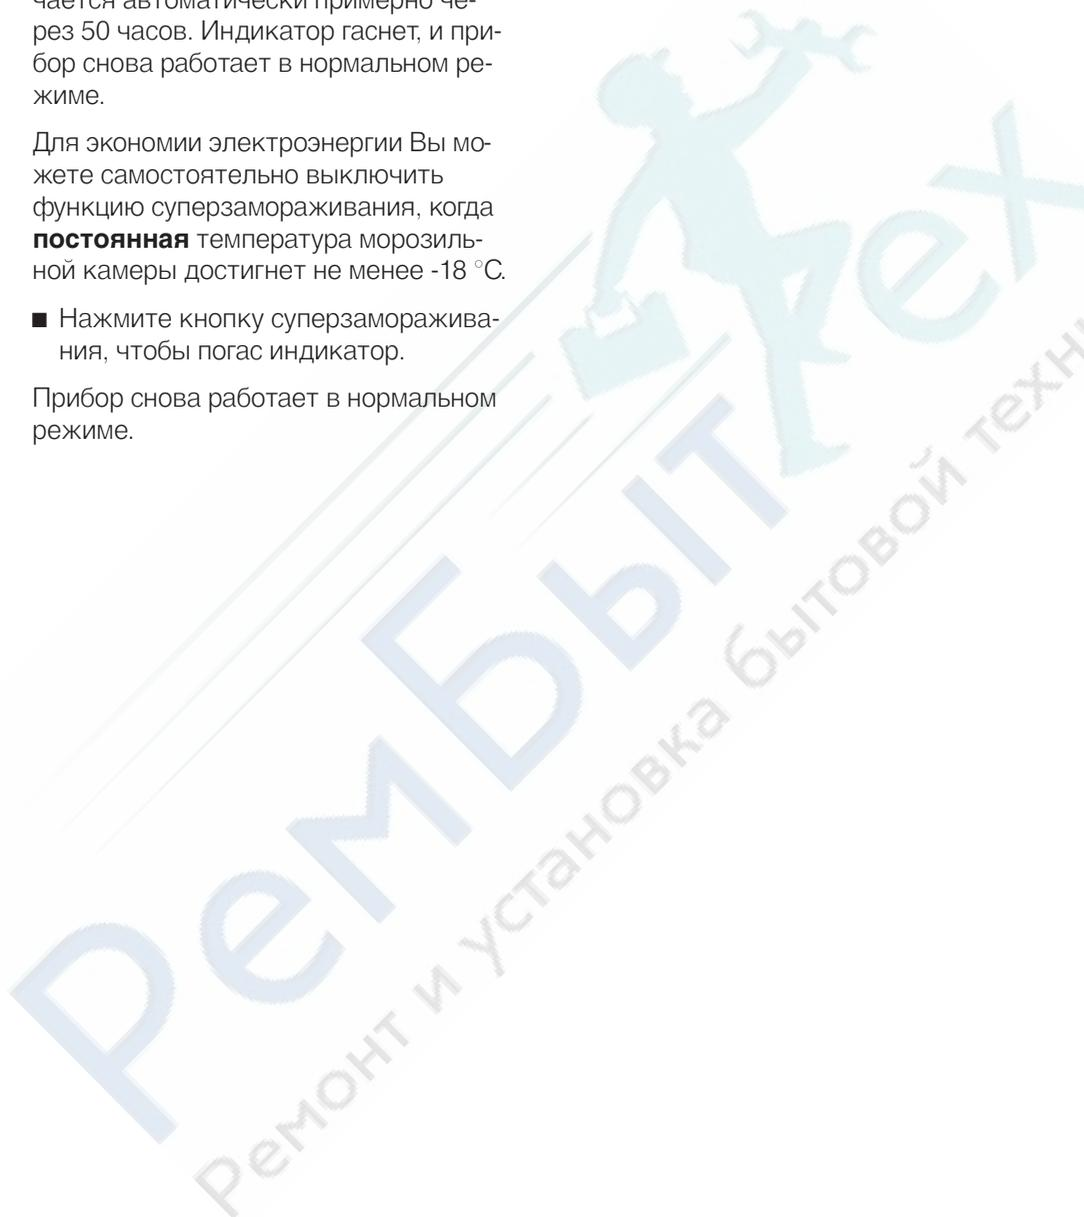 чается автоматически примерно че-
рез 50 часов. Индикатор гаснет, и при-
бор снова работает в нормальном ре-
жиме.
Для экономии электроэнергии Вы мо-
жете самостоятельно выключить
функцию суперзамораживания, когда
постоянная температура морозиль-
ной камеры достигнет не менее -18 °C.
■ Нажмите кнопку суперзаморажива-
ния, чтобы погас индикатор.
Прибор снова работает в нормальном
режиме.
РемБытТех
Ремонт и установка бытовой техни